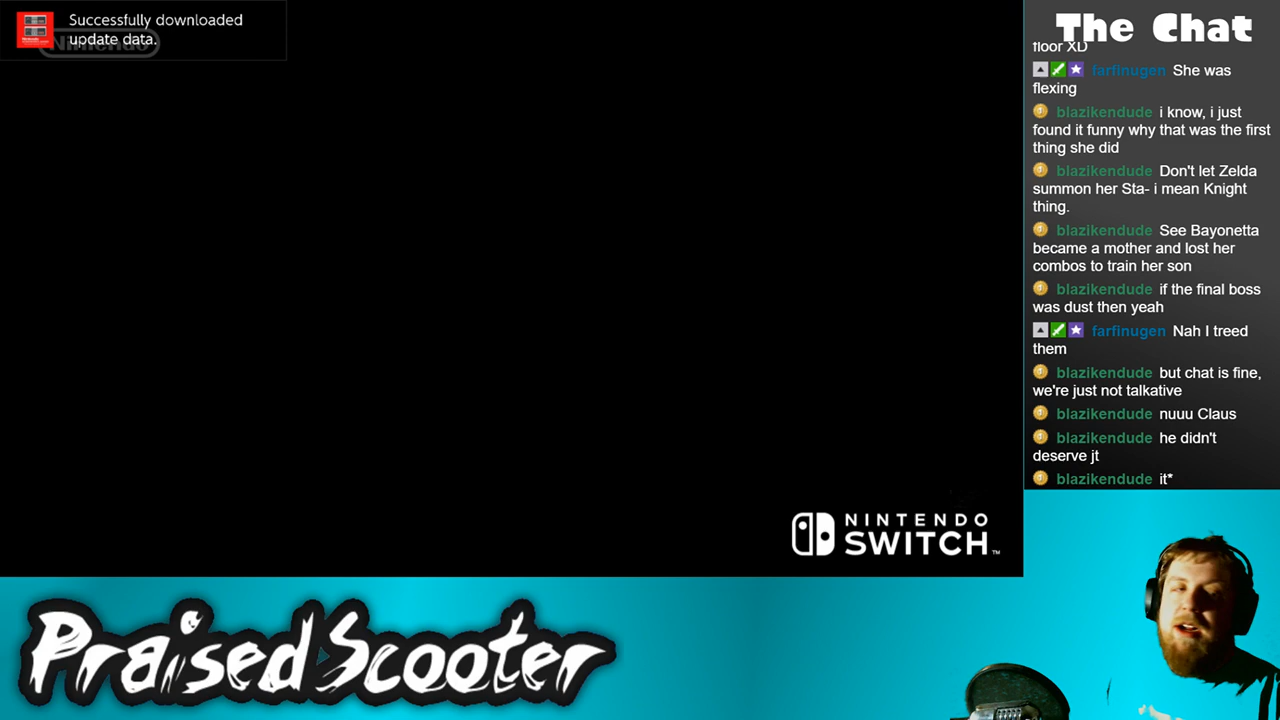 Successfully downloaded
update data.
Nintendo
The Chat
floor XD
farfinugen She was
flexing
blazikendude i know, i just
found it funny why that was the first
thing she did
blazikendude Don't let Zelda
summon her Sta- i mean Knight
thing.
blazikendude See Bayonetta
became a mother and lost her
combos to train her son
blazikendude if the final boss
was dust then yeah
farfinugen Nah I treed
them
blazikendude but chat is fine,
we're just not talkative
blazikendude nuuu Claus
blazikendude he didn't
deserve jt
blazikendude it*
NINTENDO
SWITCH™
PraisedScooter